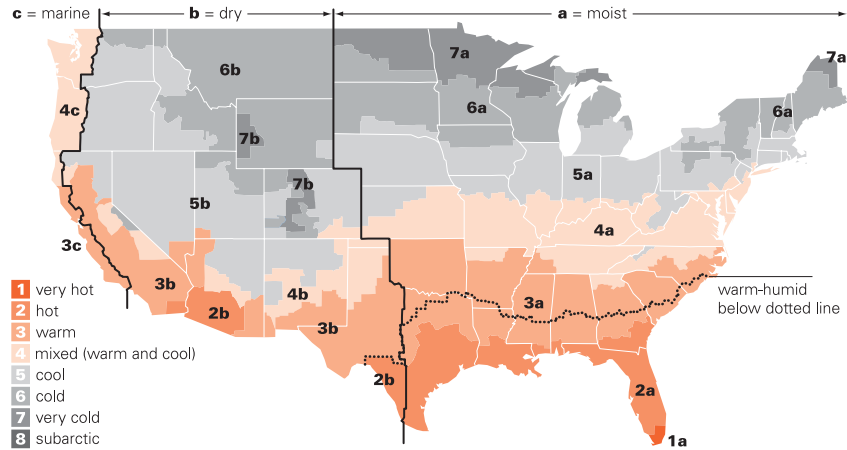 c = marine
b = dry
a = moist
7a
7a
6b
4c
6a
6a
7b
5a
7b
5b
4a
3c
3b
4b
2b
3b
3a
warm-humid
below dotted line
2b
2a
1a
1 very hot
2 hot
3 warm
4 mixed (warm and cool)
5 cool
6 cold
7 very cold
8 subarctic